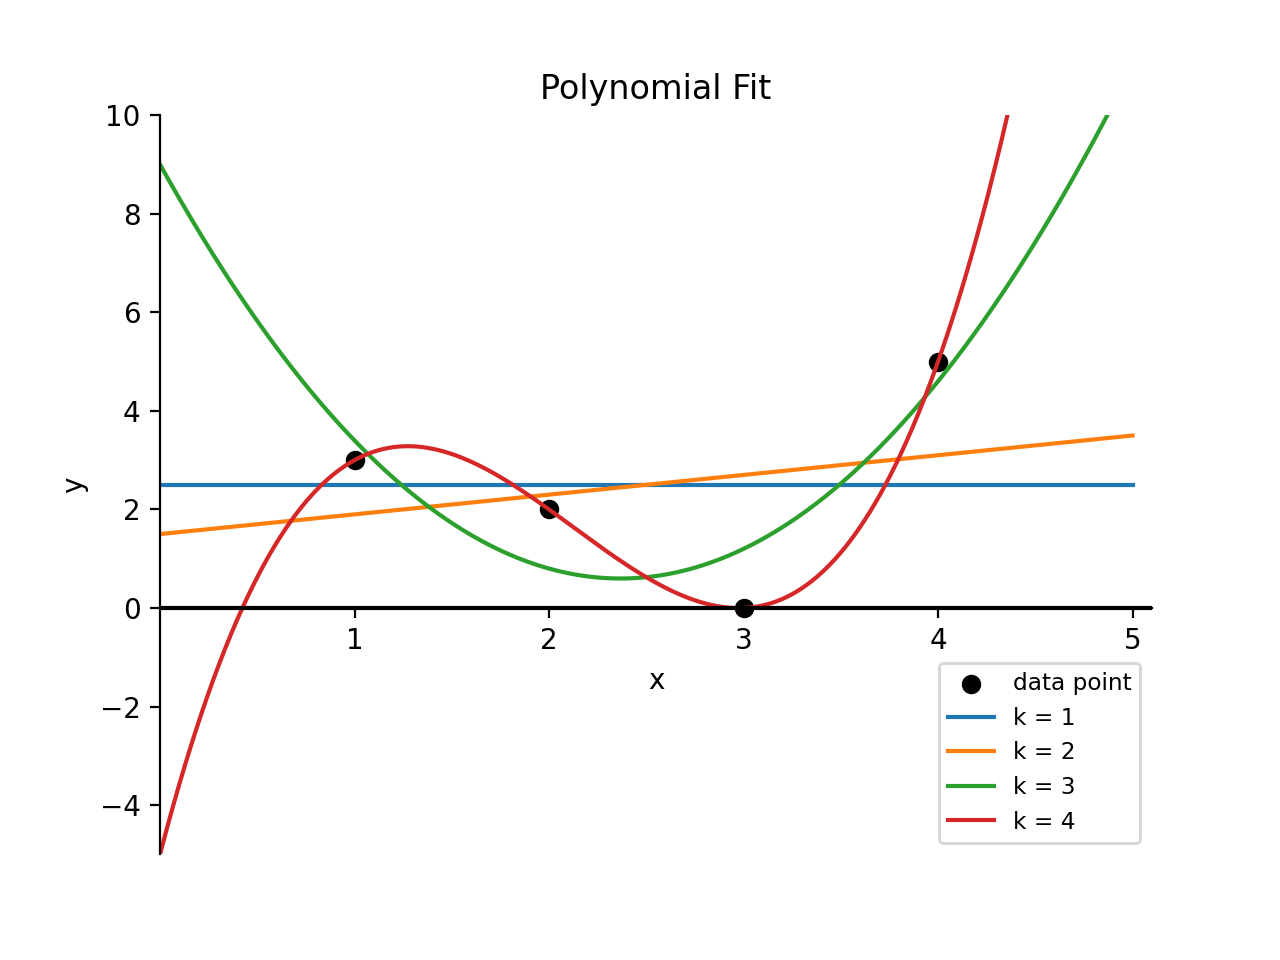 Polynomial Fit
10
8
6
4
2
0
−2
−4
y
1 2 3 4 5
x
data point
k = 1
k = 2
k = 3
k = 4